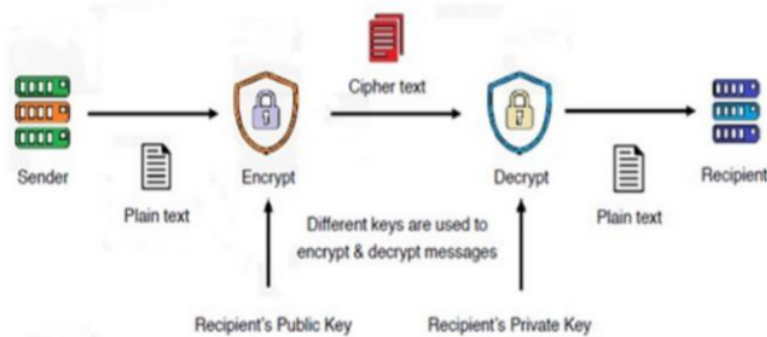 Cipher text
Sender
Encrypt
Decrypt
Recipient
Plain text
Different keys are used to
encrypt & decrypt messages
Plain text
Recipient's Public Key
Recipient's Private Key